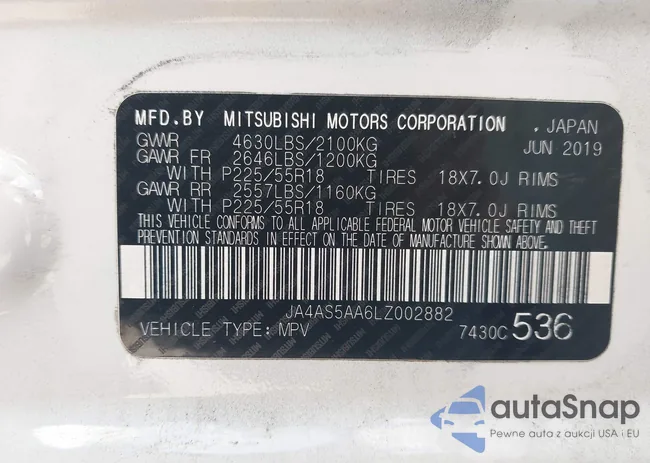 MFD.BY MITSUBISHI MOTORS CORPORATION , JAPAN
GVWR 4630LBS/2100KG JUN 2019
GAWR FR 2646LBS/1200KG
WITH P225/55R18 TIRES 18X7.0J RIMS
GAWR RR 2557LBS/1160KG
WITH P225/55R18 TIRES 18X7.0J RIMS
THIS VEHICLE CONFORMS TO ALL APPLICABLE FEDERAL MOTOR VEHICLE SAFETY AND THEFT
PREVENTION STANDARDS IN EFFECT ON THE DATE OF MANUFACTURE SHOWN ABOVE.
JA4AS5AA6LZ002882
VEHICLE TYPE: MPV 7430C 536
autoSnap
Pewne auta z aukcji USA i EU